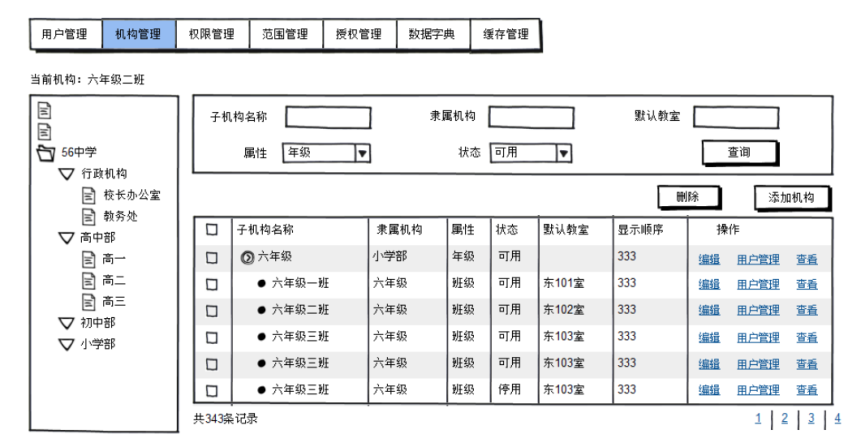 用户管理 机构管理 权限管理 范围管理 授权管理 数据字典 缓存管理
当前机构：六年级二班
56中学
行政机构
校长办公室
教务处
高中部
高一
高二
高三
初中部
小学部
子机构名称 隶属机构 默认教室
属性 年级 状态 可用 查询
删除 添加机构
子机构名称 隶属机构 属性 状态 默认教室 显示顺序 操作
六年级 小学部 年级 可用 333 编辑 用户管理 查看
六年级一班 六年级 班级 可用 东101室 333 编辑 用户管理 查看
六年级二班 六年级 班级 可用 东102室 333 编辑 用户管理 查看
六年级三班 六年级 班级 可用 东103室 333 编辑 用户管理 查看
六年级三班 六年级 班级 可用 东103室 333 编辑 用户管理 查看
六年级三班 六年级 班级 停用 东103室 333 编辑 用户管理 查看
共343条记录 1 | 2 | 3 | 4